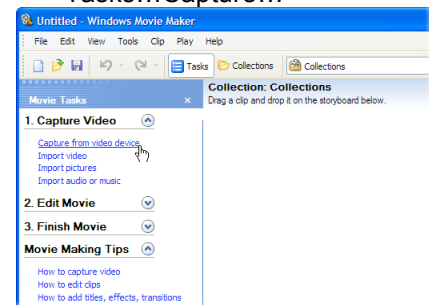 Untitled - Windows Movie Maker
File Edit View Tools Clip Play Help
Tasks Collections Collections
Movie Tasks ×
Collection: Collections
Drag a clip and drop it on the storyboard below.
1. Capture Video
Capture from video device
Import video
Import pictures
Import audio or music
2. Edit Movie
3. Finish Movie
Movie Making Tips
How to capture video
How to edit clips
How to add titles, effects, transitions